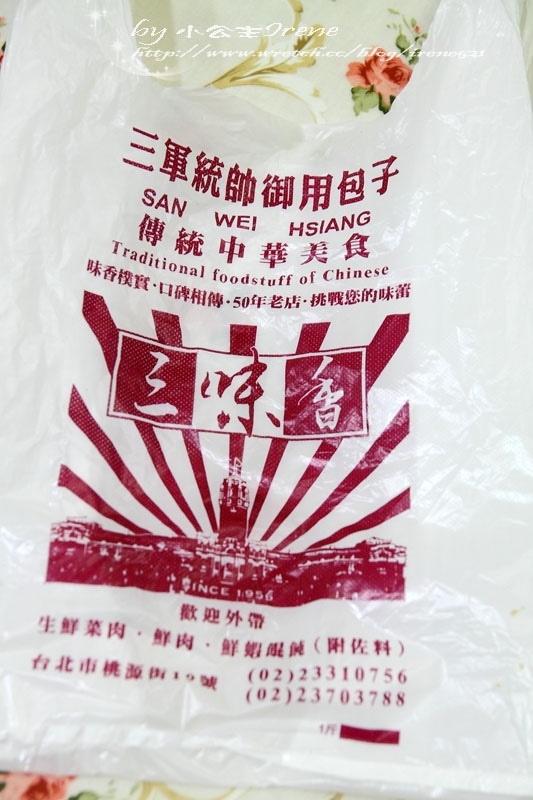 by 小公主Irene
http://www.wretch.cc/blog/irene521
三軍統帥御用包子
SAN WEI HSIANG
傳統中華美食
Traditional foodstuff of Chinese
味香樸實·口碑相傳·50年老店·挑戰您的味蕾
三味香
SINCE 1956
歡迎外帶
生鮮菜肉·鮮肉·鮮蝦餛飩(附佐料)
台北市桃源街12號 (02)23310756
(02)23703788
1斤